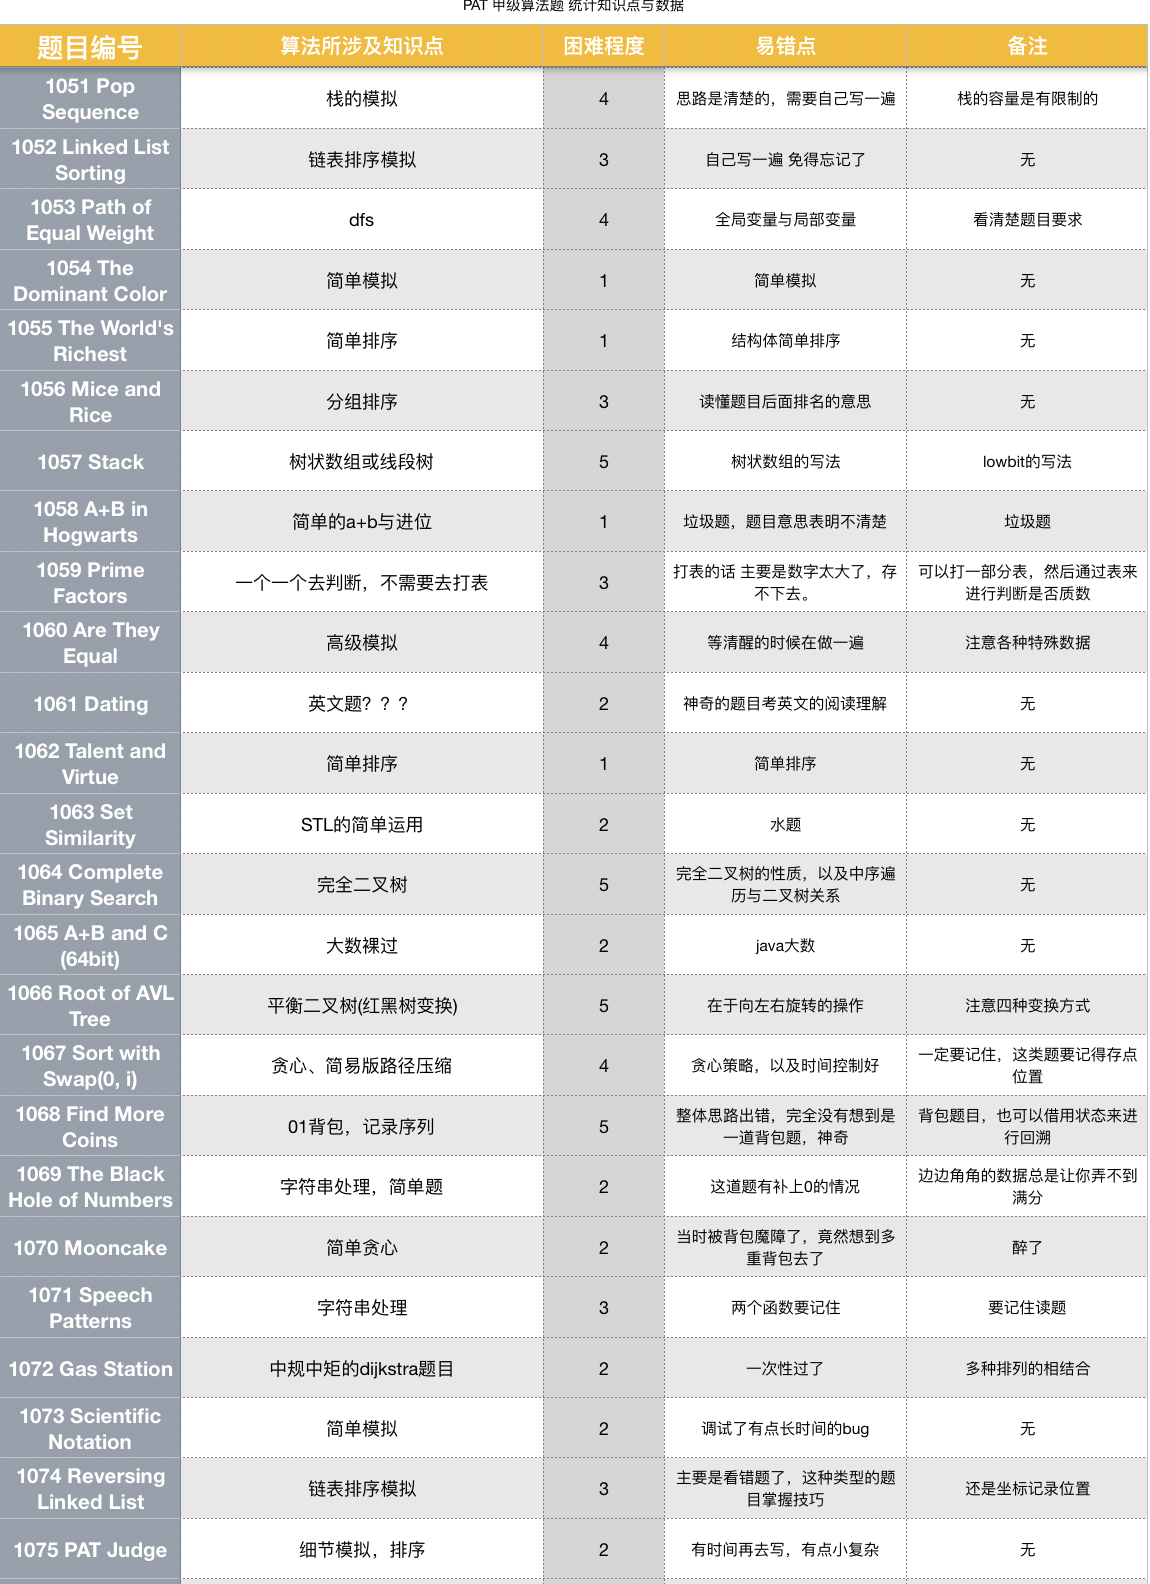 PAT 甲级算法题 统计知识点与数据
题目编号 算法所涉及知识点 困难程度 易错点 备注
1051 Pop Sequence 栈的模拟 4 思路是清楚的，需要自己写一遍 栈的容量是有限制的
1052 Linked List Sorting 链表排序模拟 3 自己写一遍 免得忘记了 无
1053 Path of Equal Weight dfs 4 全局变量与局部变量 看清楚题目要求
1054 The Dominant Color 简单模拟 1 简单模拟 无
1055 The World's Richest 简单排序 1 结构体简单排序 无
1056 Mice and Rice 分组排序 3 读懂题目后面排名的意思 无
1057 Stack 树状数组或线段树 5 树状数组的写法 lowbit的写法
1058 A+B in Hogwarts 简单的a+b与进位 1 垃圾题，题目意思表明不清楚 垃圾题
1059 Prime Factors 一个一个去判断，不需要去打表 3 打表的话 主要是数字太大了，存不下去。 可以打一部分表，然后通过表来进行判断是否质数
1060 Are They Equal 高级模拟 4 等清醒的时候在做一遍 注意各种特殊数据
1061 Dating 英文题？？？ 2 神奇的题目考英文的阅读理解 无
1062 Talent and Virtue 简单排序 1 简单排序 无
1063 Set Similarity STL的简单运用 2 水题 无
1064 Complete Binary Search 完全二叉树 5 完全二叉树的性质，以及中序遍历与二叉树关系 无
1065 A+B and C (64bit) 大数裸过 2 java大数 无
1066 Root of AVL Tree 平衡二叉树(红黑树变换) 5 在于向左右旋转的操作 注意四种变换方式
1067 Sort with Swap(0, i) 贪心、简易版路径压缩 4 贪心策略，以及时间控制好 一定要记住，这类题要记得存点位置
1068 Find More Coins 01背包，记录序列 5 整体思路出错，完全没有想到是一道背包题，神奇 背包题目，也可以借用状态来进行回溯
1069 The Black Hole of Numbers 字符串处理，简单题 2 这道题有补上0的情况 边边角角的数据总是让你弄不到满分
1070 Mooncake 简单贪心 2 当时被背包魔障了，竟然想到多重背包去了 醉了
1071 Speech Patterns 字符串处理 3 两个函数要记住 要记住读题
1072 Gas Station 中规中矩的dijkstra题目 2 一次性过了 多种排列的相结合
1073 Scientific Notation 简单模拟 2 调试了有点长时间的bug 无
1074 Reversing Linked List 链表排序模拟 3 主要是看错题了，这种类型的题目掌握技巧 还是坐标记录位置
1075 PAT Judge 细节模拟，排序 2 有时间再去写，有点小复杂 无